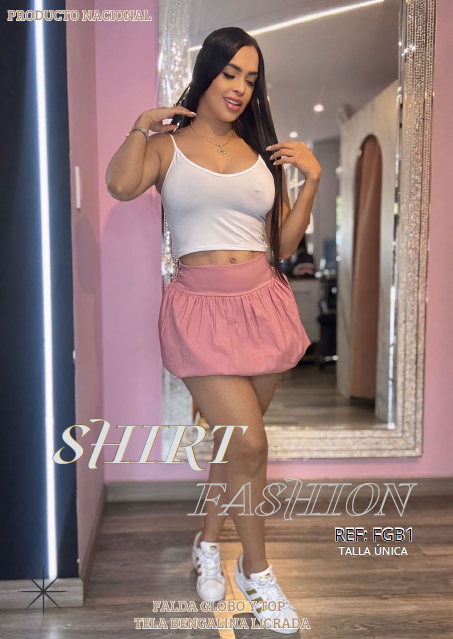 PRODUCTO NACIONAL
SHIRT
FASHION
REF: FGB1
TALLA ÚNICA
FALDA GLOBO Y TOP
TELA BENGALINA LICRADA